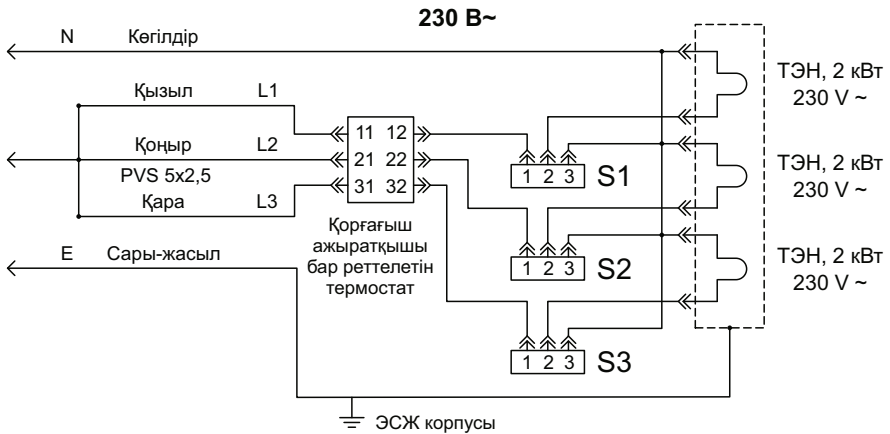 230 В~
N Көгілдір
ТЭН, 2 кВт
230 V ~
Қызыл L1
11 12
Қоңыр L2
21 22
PVS 5x2,5
31 32
Қара L3
1 2 3 S1
ТЭН, 2 кВт
230 V ~
Қорғағыш
ажыратқышы
бар реттелетін
термостат
E Сары-жасыл
1 2 3 S2
ТЭН, 2 кВт
230 V ~
1 2 3 S3
ЭСЖ корпусы